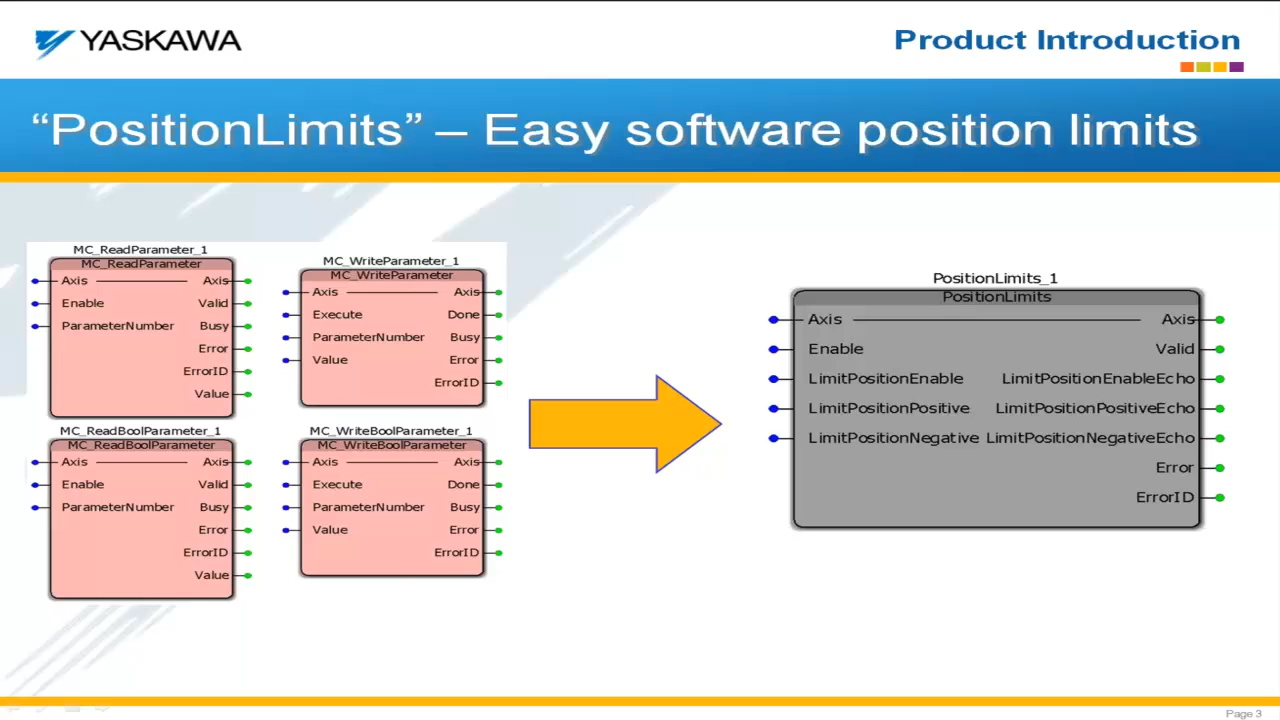 YASKAWA
Product Introduction
“PositionLimits” – Easy software position limits
MC_ReadParameter_1
MC_ReadParameter
Axis Axis
Enable Valid
ParameterNumber Busy
Error
ErrorID
Value
MC_WriteParameter_1
MC_WriteParameter
Axis Axis
Execute Done
ParameterNumber Busy
Value Error
ErrorID
MC_ReadBoolParameter_1
MC_ReadBoolParameter
Axis Axis
Enable Valid
ParameterNumber Busy
Error
ErrorID
Value
MC_WriteBoolParameter_1
MC_WriteBoolParameter
Axis Axis
Execute Done
ParameterNumber Busy
Value Error
ErrorID
PositionLimits_1
PositionLimits
Axis Axis
Enable Valid
LimitPositionEnable LimitPositionEnableEcho
LimitPositionPositive LimitPositionPositiveEcho
LimitPositionNegative LimitPositionNegativeEcho
Error
ErrorID
Page 3